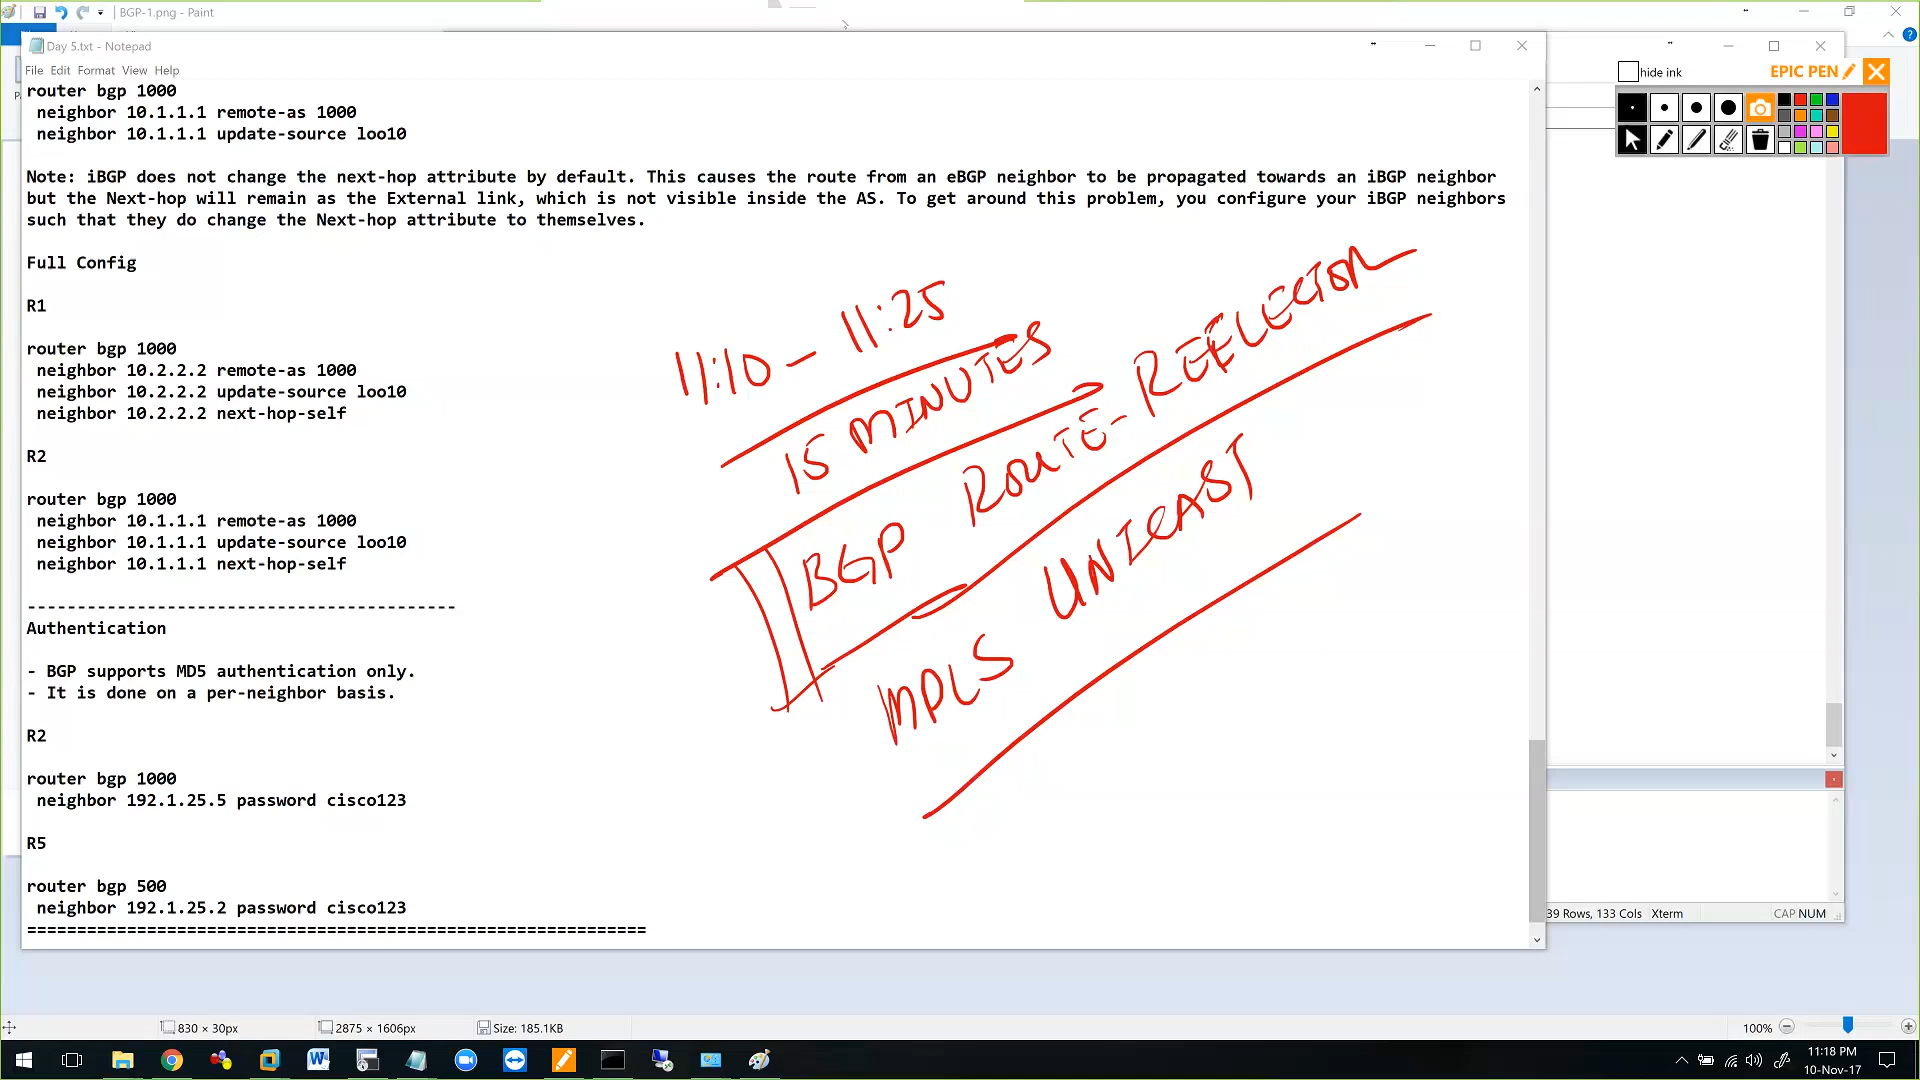 BGP-1.png - Paint
Day 5.txt - Notepad
File Edit Format View Help
hide ink
EPIC PEN
router bgp 1000
neighbor 10.1.1.1 remote-as 1000
neighbor 10.1.1.1 update-source loo10
Note: iBGP does not change the next-hop attribute by default. This causes the route from an eBGP neighbor to be propagated towards an iBGP neighbor
but the Next-hop will remain as the External link, which is not visible inside the AS. To get around this problem, you configure your iBGP neighbors
such that they do change the Next-hop attribute to themselves.
Full Config
R1
router bgp 1000
neighbor 10.2.2.2 remote-as 1000
neighbor 10.2.2.2 update-source loo10
neighbor 10.2.2.2 next-hop-self
R2
router bgp 1000
neighbor 10.1.1.1 remote-as 1000
neighbor 10.1.1.1 update-source loo10
neighbor 10.1.1.1 next-hop-self
-------------------------------------------
Authentication
- BGP supports MD5 authentication only.
- It is done on a per-neighbor basis.
R2
router bgp 1000
neighbor 192.1.25.5 password cisco123
R5
router bgp 500
neighbor 192.1.25.2 password cisco123
==============================================================
11:10 - 11:25
15 MINUTES
BGP ROUTE-REFLECTOR
MPLS UNICAST
39 Rows, 133 Cols Xterm CAP NUM
830 × 30px 2875 × 1606px Size: 185.1KB 100%
11:18 PM
10-Nov-17